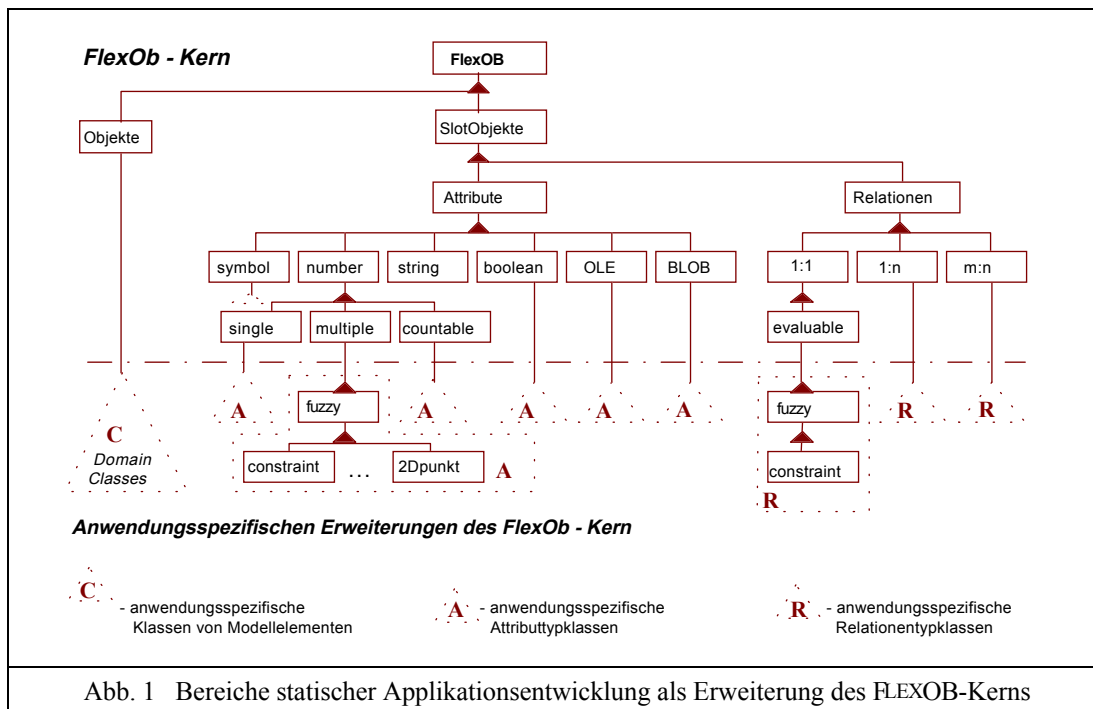 FlexOb - Kern
FlexOB
Objekte
SlotObjekte
Attribute
Relationen
symbol number string boolean OLE BLOB 1:1 1:n m:n
single multiple countable evaluable
A fuzzy A A A A fuzzy R R
C
Domain
Classes
constraint ... 2Dpunkt A constraint
R
Anwendungsspezifischen Erweiterungen des FlexOb - Kern
C - anwendungsspezifische
Klassen von Modellelementen
A - anwendungsspezifische
Attributtypklassen
R - anwendungsspezifische
Relationentypklassen
Abb. 1 Bereiche statischer Applikationsentwicklung als Erweiterung des FLEXOB-Kerns